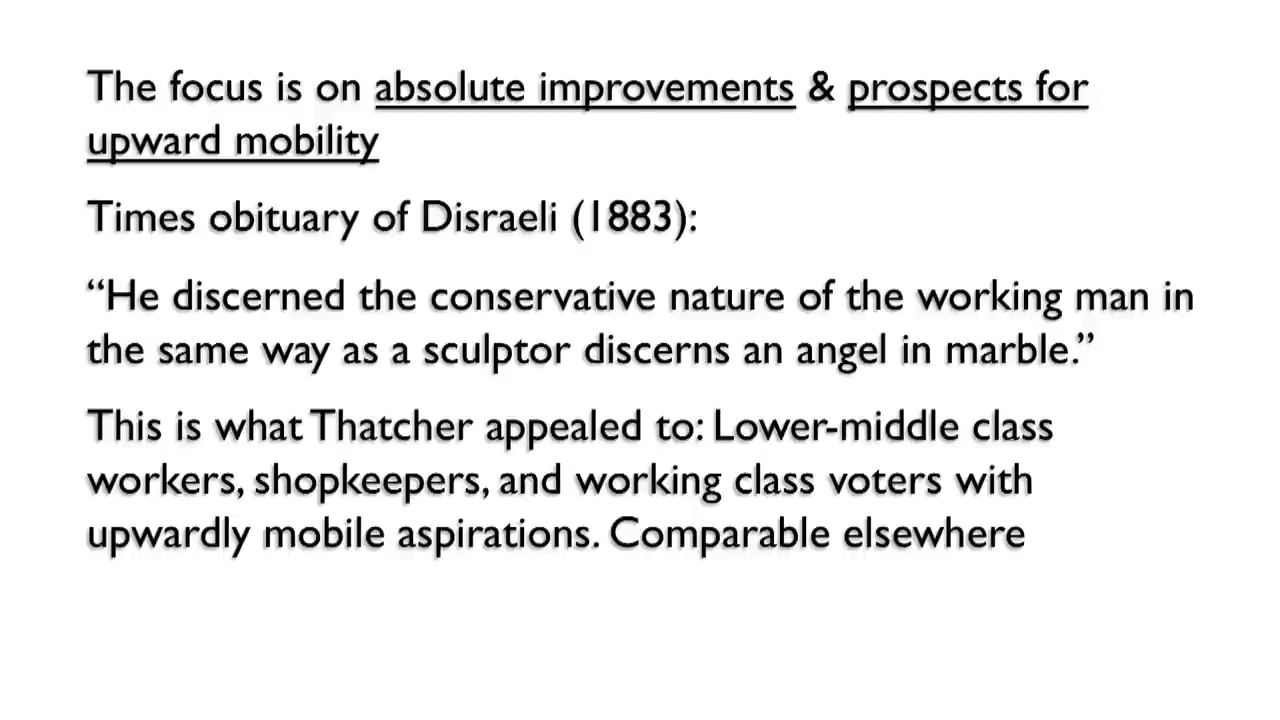 The focus is on absolute improvements & prospects for
upward mobility
Times obituary of Disraeli (1883):
“He discerned the conservative nature of the working man in
the same way as a sculptor discerns an angel in marble.”
This is what Thatcher appealed to: Lower-middle class
workers, shopkeepers, and working class voters with
upwardly mobile aspirations. Comparable elsewhere